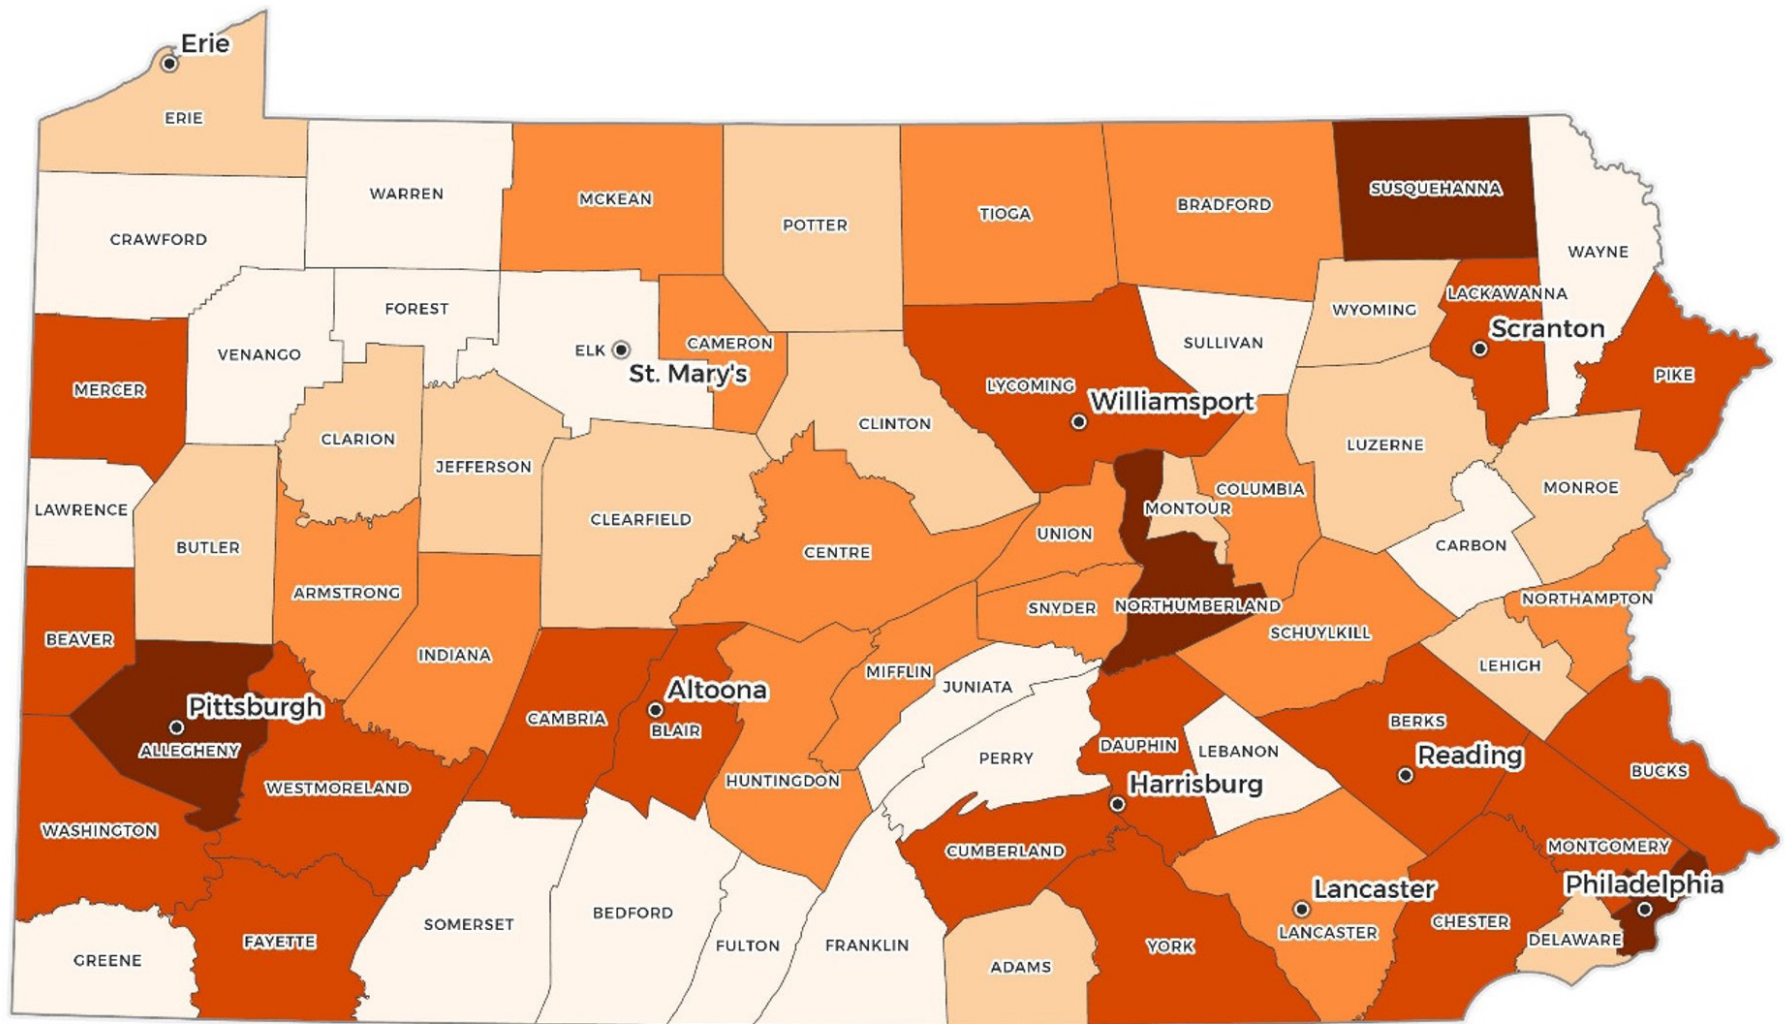 Erie
ERIE
WARREN
MCKEAN
POTTER
TIOGA
BRADFORD
SUSQUEHANNA
WAYNE
CRAWFORD
FOREST
LACKAWANNA
WYOMING
Scranton
VENANGO
ELK
St. Mary's
CAMERON
SULLIVAN
MERCER
LYCOMING
Williamsport
PIKE
CLARION
JEFFERSON
CLINTON
LUZERNE
COLUMBIA
MONROE
LAWRENCE
MONTOUR
BUTLER
CLEARFIELD
CENTRE
UNION
CARBON
ARMSTRONG
SNYDER
NORTHUMBERLAND
NORTHAMPTON
BEAVER
INDIANA
SCHUYLKILL
MIFFLIN
LEHIGH
JUNIATA
Altoona
Pittsburgh
CAMBRIA
BLAIR
BERKS
ALLEGHENY
DAUPHIN
LEBANON
PERRY
Reading
BUCKS
HUNTINGDON
Harrisburg
WESTMORELAND
WASHINGTON
CUMBERLAND
MONTGOMERY
Lancaster
Philadelphia
SOMERSET
BEDFORD
CHESTER
LANCASTER
FAYETTE
FULTON
FRANKLIN
YORK
DELAWARE
GREENE
ADAMS